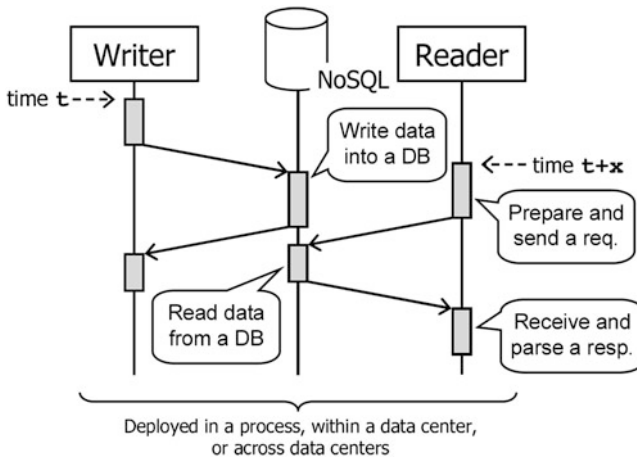 Writer
NoSQL
Reader
time t
Write data
into a DB
time t+x
Prepare and
send a req.
Read data
from a DB
Receive and
parse a resp.
Deployed in a process, within a data center,
or across data centers